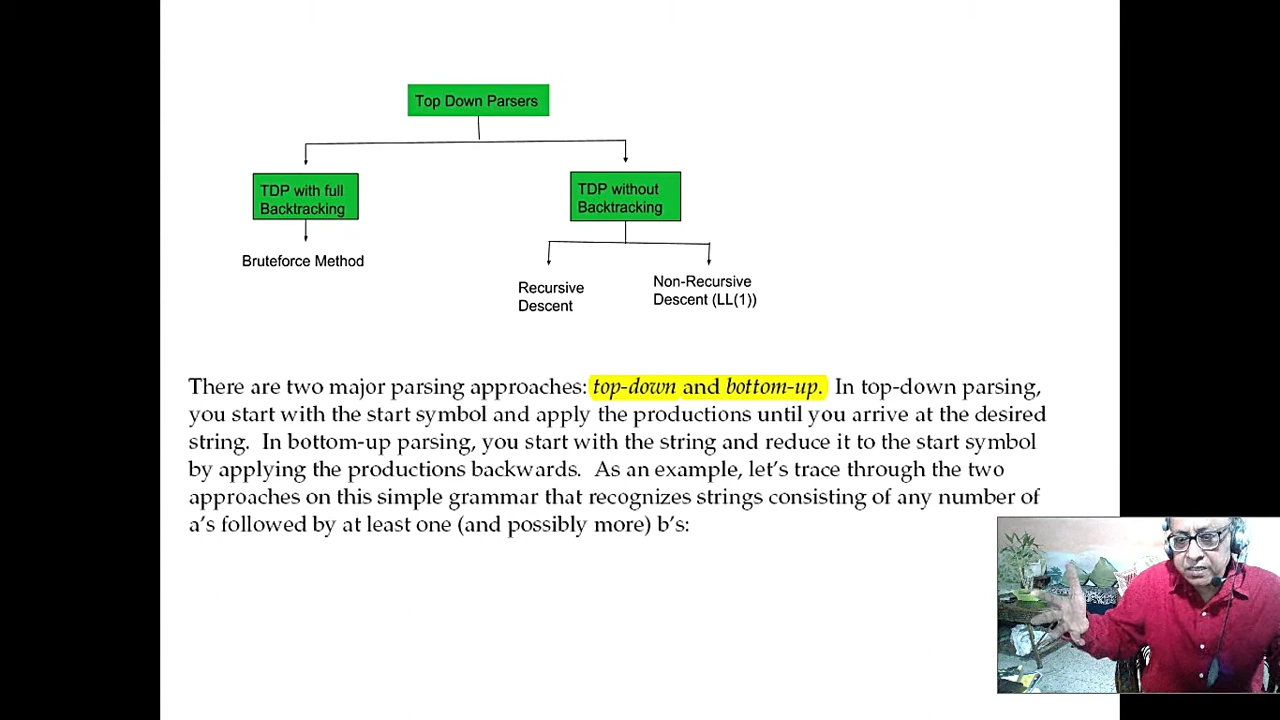 Top Down Parsers
TDP with full
Backtracking
TDP without
Backtracking
Bruteforce Method
Recursive
Descent
Non-Recursive
Descent (LL(1))
There are two major parsing approaches: top-down and bottom-up. In top-down parsing,
you start with the start symbol and apply the productions until you arrive at the desired
string. In bottom-up parsing, you start with the string and reduce it to the start symbol
by applying the productions backwards. As an example, let's trace through the two
approaches on this simple grammar that recognizes strings consisting of any number of
a's followed by at least one (and possibly more) b's: